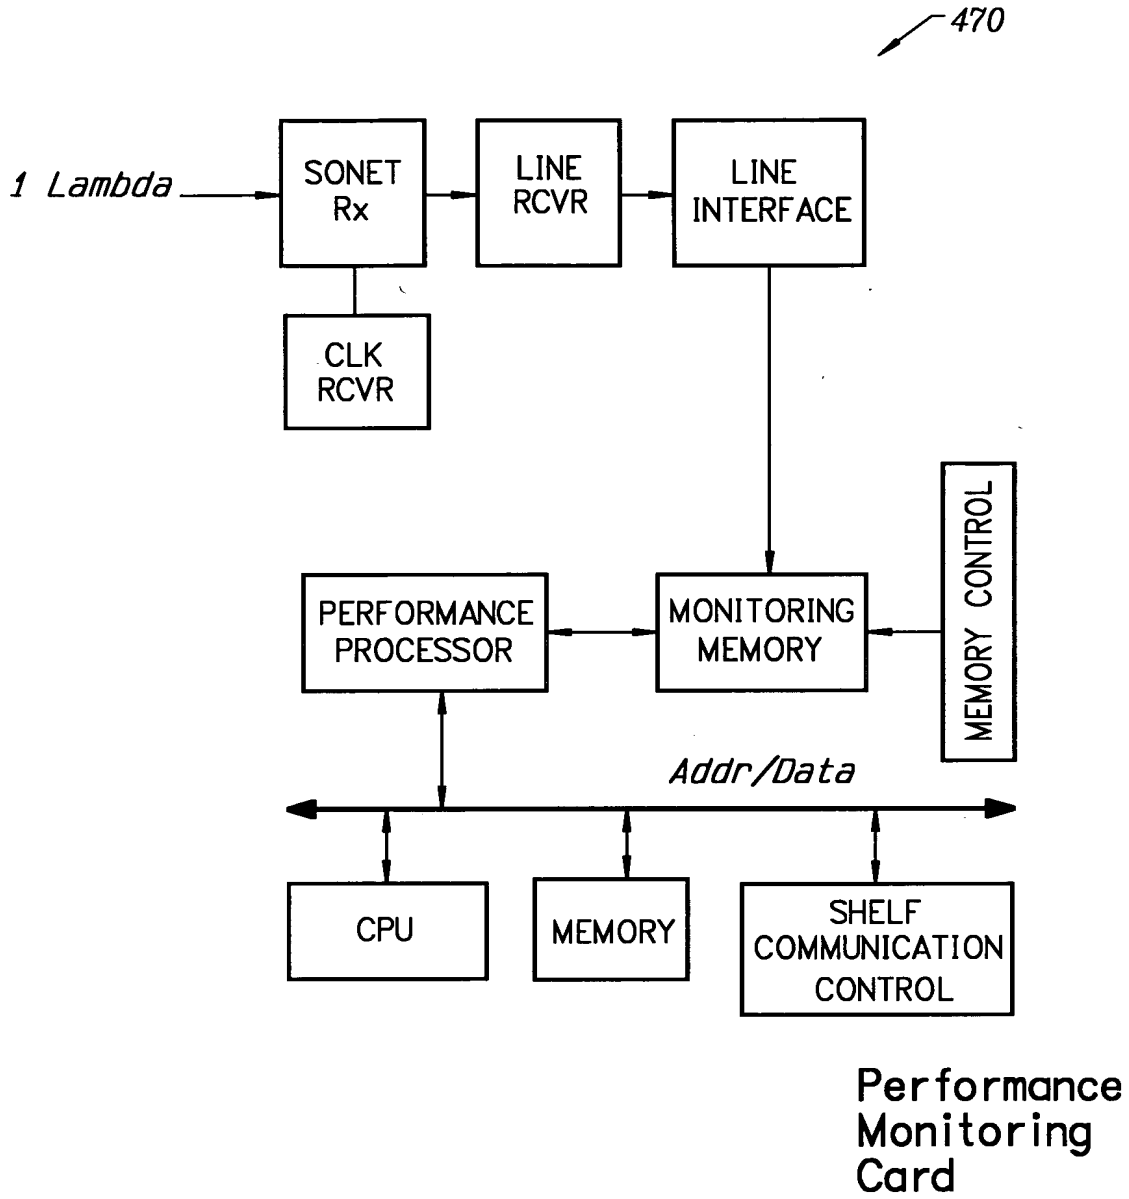 470
1 Lambda
SONET
Rx
LINE
RCVR
LINE
INTERFACE
CLK
RCVR
MEMORY CONTROL
PERFORMANCE
PROCESSOR
MONITORING
MEMORY
Addr/Data
CPU
MEMORY
SHELF
COMMUNICATION
CONTROL
Performance
Monitoring
Card